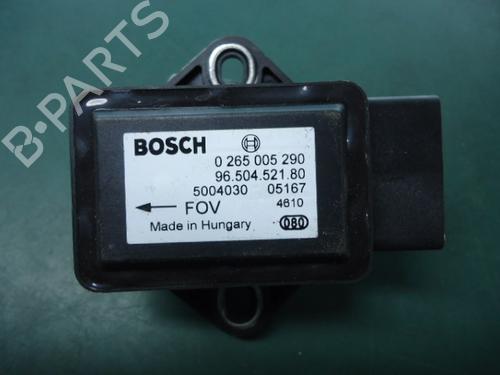 B-PARTS
BOSCH
0 265 005 290
96.504.521.80
5004030 05167
← FOV 4610
Made in Hungary 080